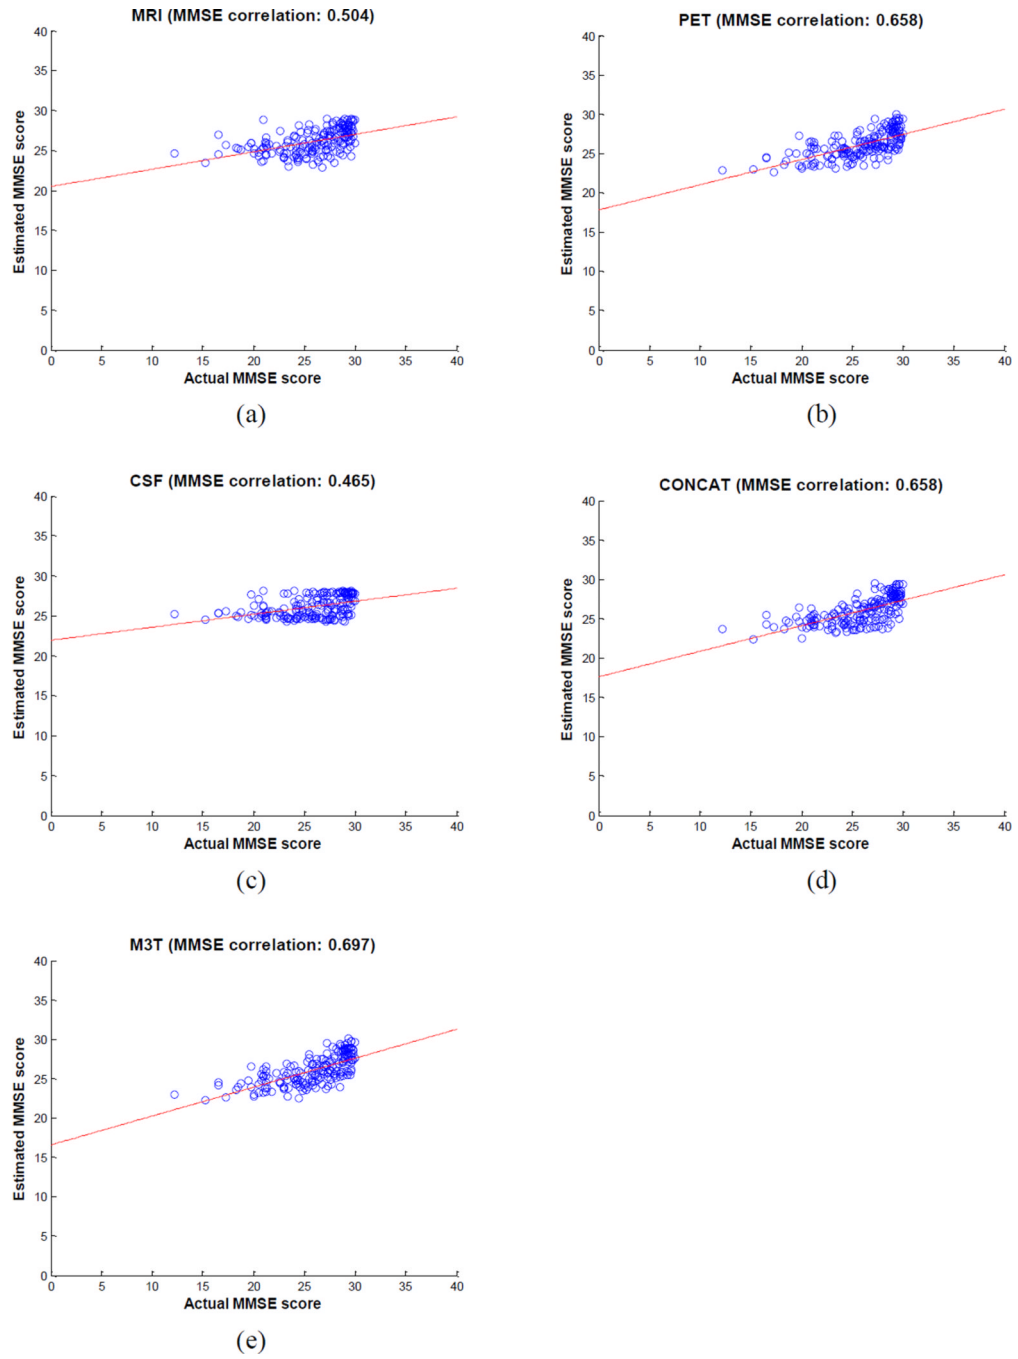 MRI (MMSE correlation: 0.504)
40
35
30
25
20
15
10
5
0
Estimated MMSE score
0 5 10 15 20 25 30 35 40
Actual MMSE score
(a)
PET (MMSE correlation: 0.658)
40
35
30
25
20
15
10
5
0
Estimated MMSE score
0 5 10 15 20 25 30 35 40
Actual MMSE score
(b)
CSF (MMSE correlation: 0.465)
40
35
30
25
20
15
10
5
0
Estimated MMSE score
0 5 10 15 20 25 30 35 40
Actual MMSE score
(c)
CONCAT (MMSE correlation: 0.658)
40
35
30
25
20
15
10
5
0
Estimated MMSE score
0 5 10 15 20 25 30 35 40
Actual MMSE score
(d)
M3T (MMSE correlation: 0.697)
40
35
30
25
20
15
10
5
0
Estimated MMSE score
0 5 10 15 20 25 30 35 40
Actual MMSE score
(e)